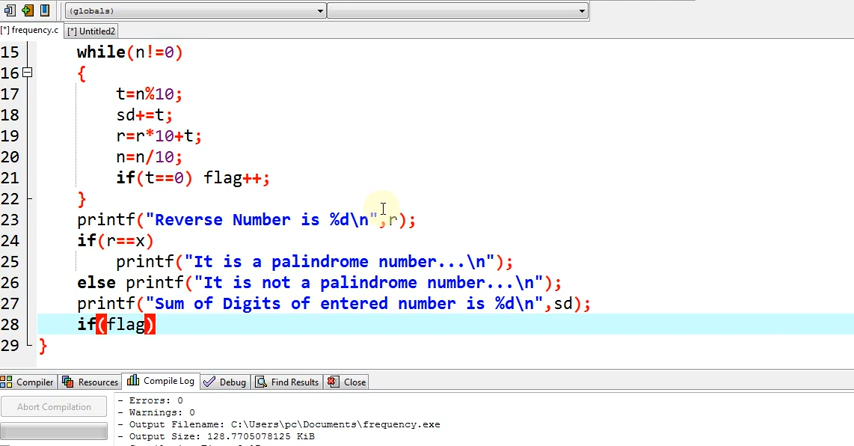 (globals)
[*] frequency.c [*] Untitled2
15 while(n!=0)
16 {
17 t=n%10;
18 sd+=t;
19 r=r*10+t;
20 n=n/10;
21 if(t==0) flag++;
22 }
23 printf("Reverse Number is %d\n",r);
24 if(r==x)
25 printf("It is a palindrome number...\n");
26 else printf("It is not a palindrome number...\n");
27 printf("Sum of Digits of entered number is %d\n",sd);
28 if(flag)
29 }
Compiler Resources Compile Log Debug Find Results Close
Abort Compilation
- Errors: 0
- Warnings: 0
- Output Filename: C:\Users\pc\Documents\frequency.exe
- Output Size: 128.7705078125 KiB